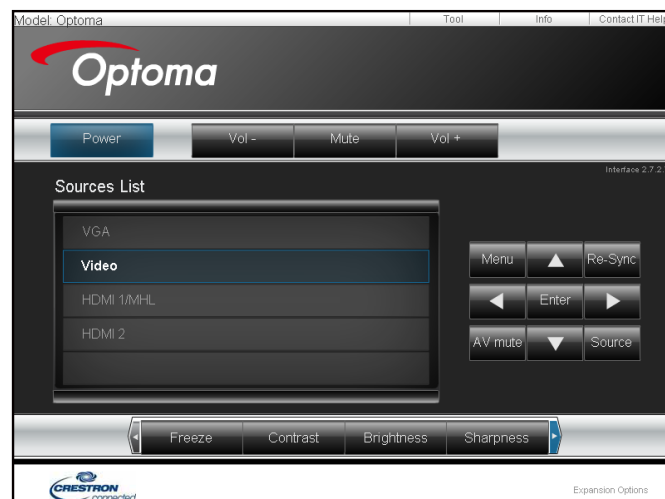 Model: Optoma Tool Info Contact IT Help
Optoma
Power Vol - Mute Vol +
Interface 2.7.2.
Sources List
VGA
Video
HDMI 1/MHL
HDMI 2
Menu Re-Sync
Enter
AV mute Source
Freeze Contrast Brightness Sharpness
CRESTRON
connected
Expansion Options